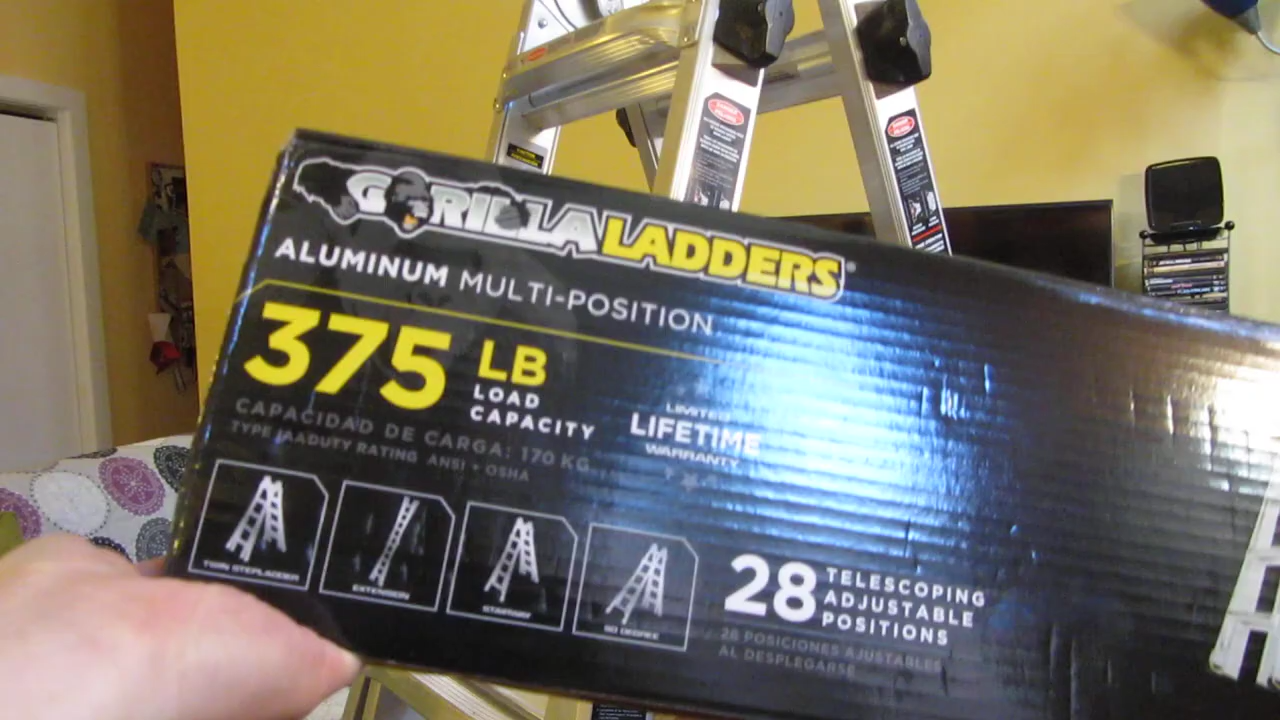 GORILLA LADDERS
ALUMINUM MULTI-POSITION
375 LB
LOAD
CAPACITY
CAPACIDAD DE CARGA: 170 KG
TYPE IAA DUTY RATING ANSI • OSHA
LIMITED
LIFETIME
WARRANTY
TWIN STEPLADDER
EXTENSION
STAIRWAY
90 DEGREE
28 TELESCOPING
ADJUSTABLE
POSITIONS
28 POSICIONES AJUSTABLES
AL DESPLEGARSE